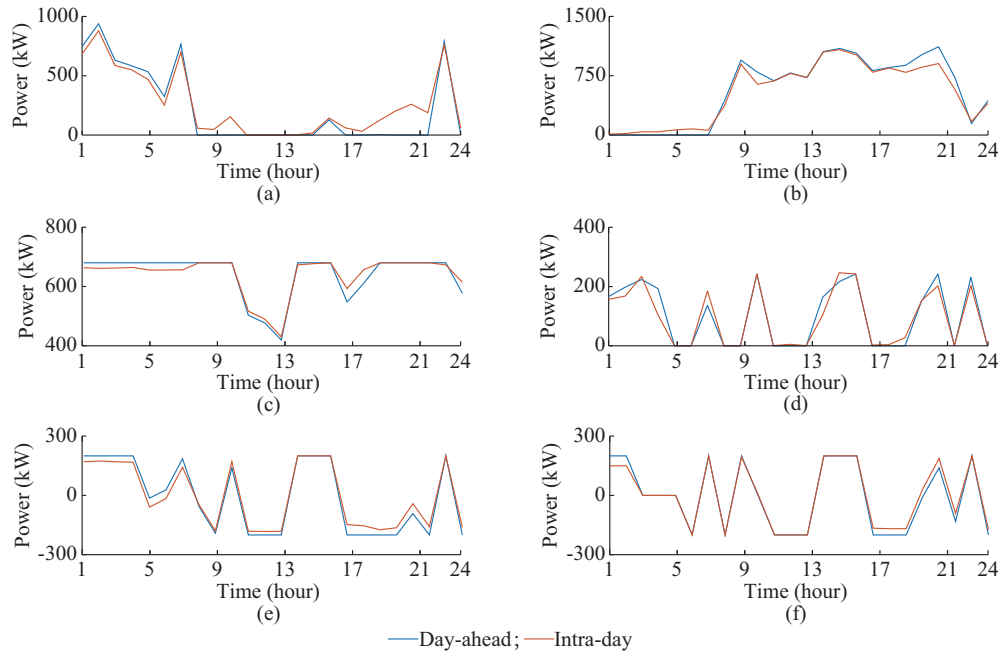 1000
500
0
Power (kW)
1 5 9 13 17 21 24
Time (hour)
(a)
1500
750
0
Power (kW)
1 5 9 13 17 21 24
Time (hour)
(b)
800
600
400
Power (kW)
1 5 9 13 17 21 24
Time (hour)
(c)
400
200
0
Power (kW)
1 5 9 13 17 21 24
Time (hour)
(d)
300
0
-300
Power (kW)
1 5 9 13 17 21 24
Time (hour)
(e)
300
0
-300
Power (kW)
1 5 9 13 17 21 24
Time (hour)
(f)
Day-ahead; Intra-day